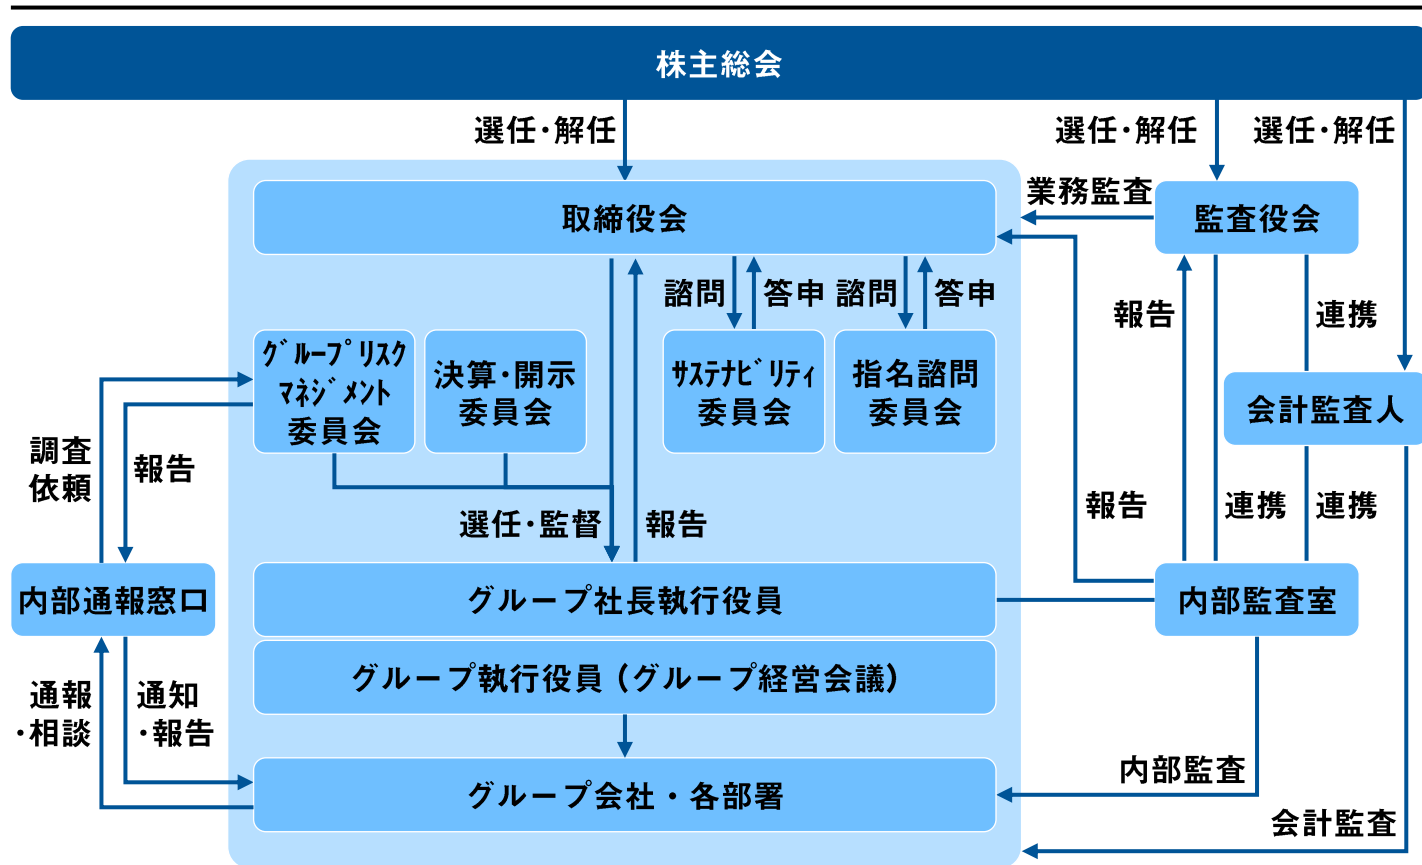 株主総会
選任・解任
選任・解任
選任・解任
取締役会
業務監査
監査役会
諮問
答申
諮問
答申
報告
連携
グループリスク
マネジメント
委員会
決算・開示
委員会
サステナビリティ
委員会
指名諮問
委員会
会計監査人
調査
依頼
報告
選任・監督
報告
報告
連携
連携
内部通報窓口
グループ社長執行役員
内部監査室
グループ執行役員（グループ経営会議）
通報
・相談
通知
・報告
内部監査
グループ会社・各部署
会計監査